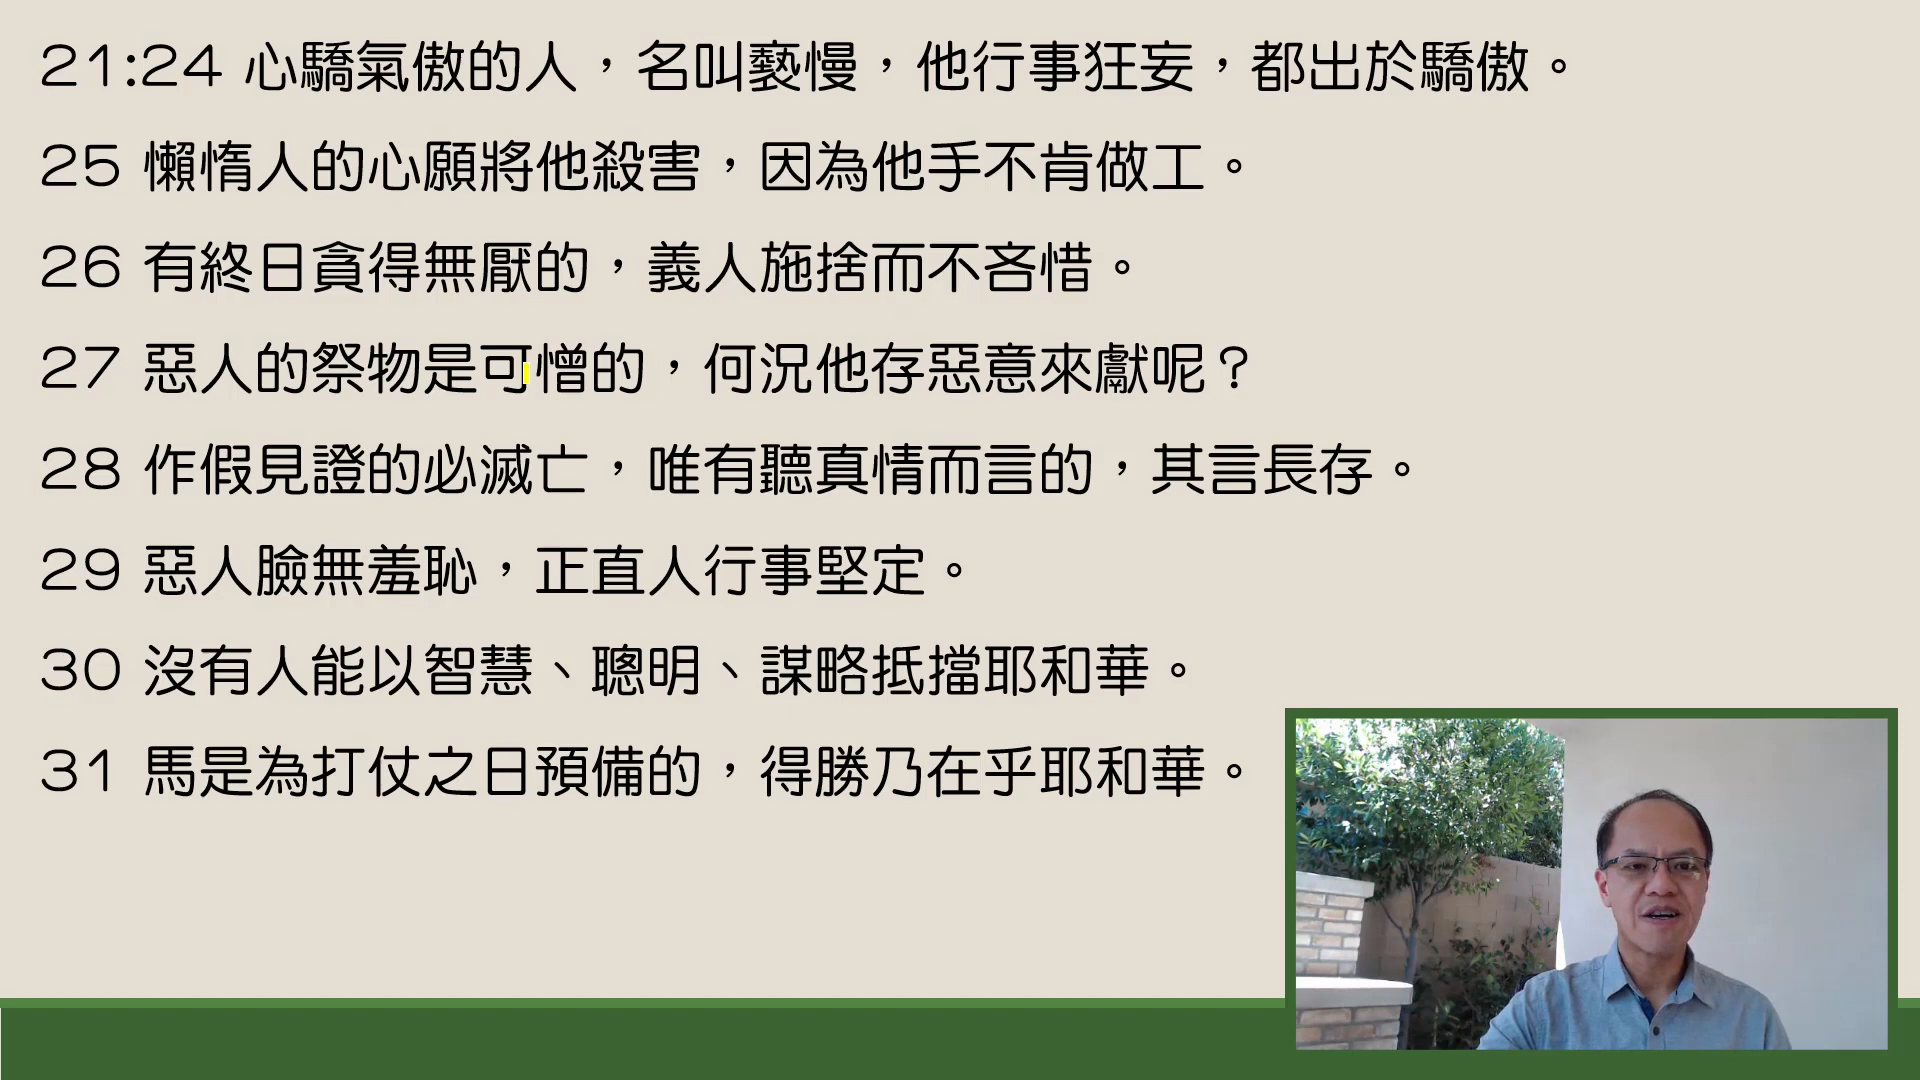 21:24 心驕氣傲的人，名叫褻慢，他行事狂妄，都出於驕傲。
25 懶惰人的心願將他殺害，因為他手不肯做工。
26 有終日貪得無厭的，義人施捨而不吝惜。
27 惡人的祭物是可憎的，何況他存惡意來獻呢？
28 作假見證的必滅亡，唯有聽真情而言的，其言長存。
29 惡人臉無羞恥，正直人行事堅定。
30 沒有人能以智慧、聰明、謀略抵擋耶和華。
31 馬是為打仗之日預備的，得勝乃在乎耶和華。